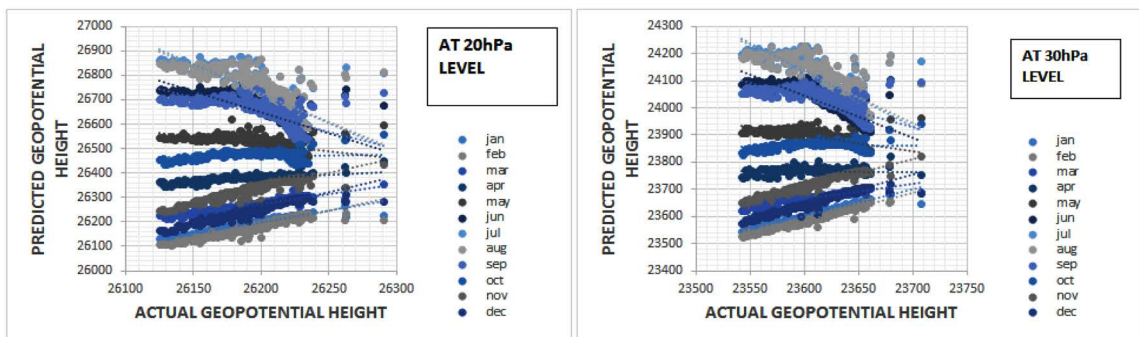 27000
26900
26800
26700
26600
26500
26400
26300
26200
26100
26000
PREDICTED GEOPOTENTIAL
HEIGHT
26100
26150
26200
26250
26300
ACTUAL GEOPOTENTIAL HEIGHT
AT 20hPa
LEVEL
jan
feb
mar
apr
may
jun
jul
aug
sep
oct
nov
dec
24300
24200
24100
24000
23900
23800
23700
23600
23500
23400
PREDICTED GEOPOTENTIAL
HEIGHT
23500
23550
23600
23650
23700
23750
ACTUAL GEOPOTENTIAL HEIGHT
AT 30hPa
LEVEL
jan
feb
mar
apr
may
jun
jul
aug
sep
oct
nov
dec